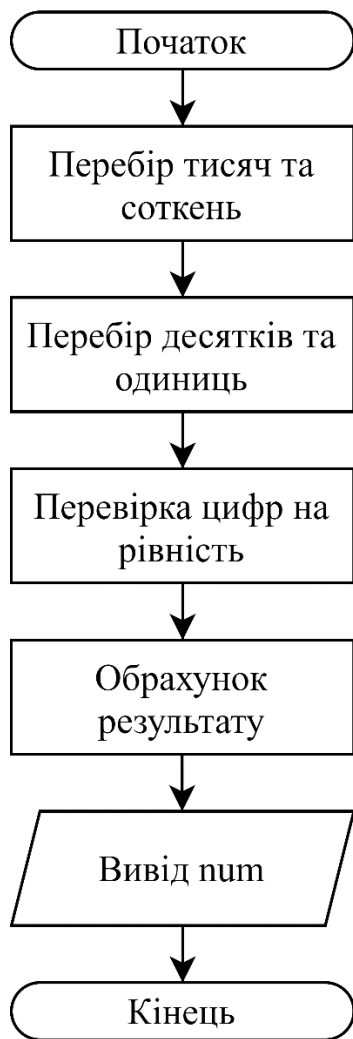 Початок
Перебір тисяч та
соткень
Перебір десятків та
одиниць
Перевірка цифр на
рівність
Обрахунок
результату
Вивід num
Кінець